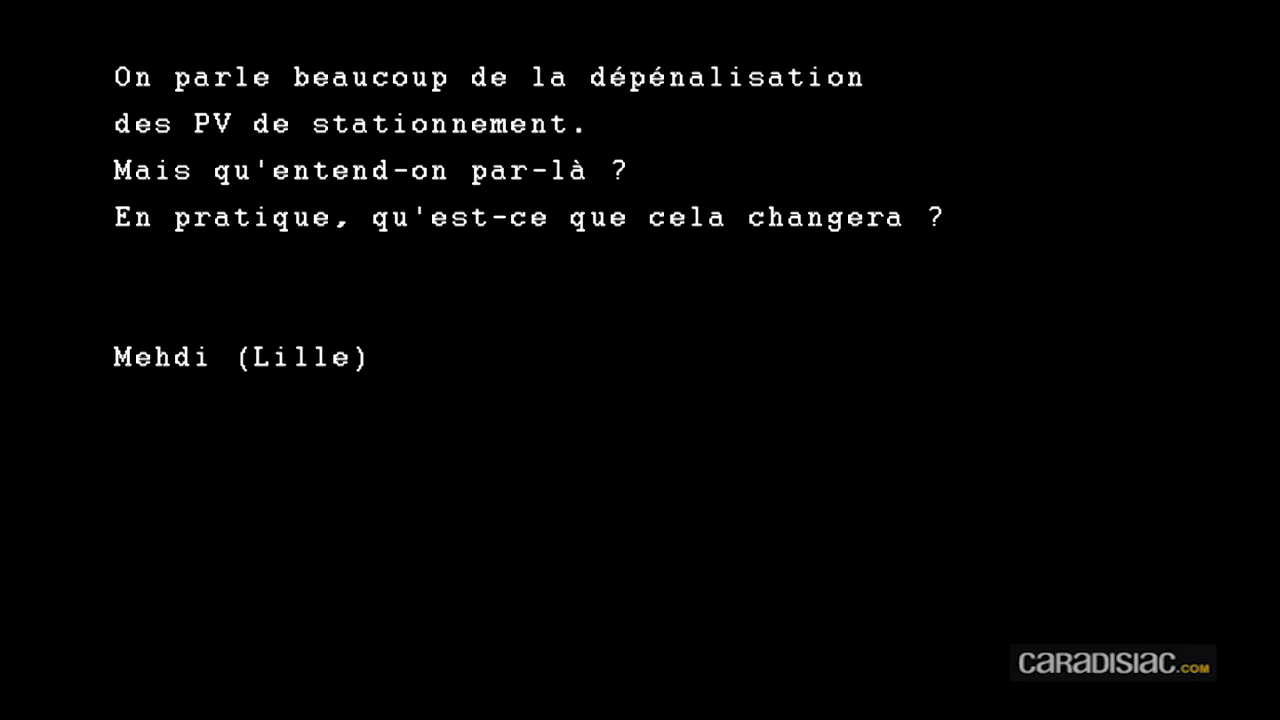 On parle beaucoup de la dépénalisation
des PV de stationnement.
Mais qu'entend-on par-là ?
En pratique, qu'est-ce que cela changera ?
Mehdi (Lille)
CARADISIAC.COM